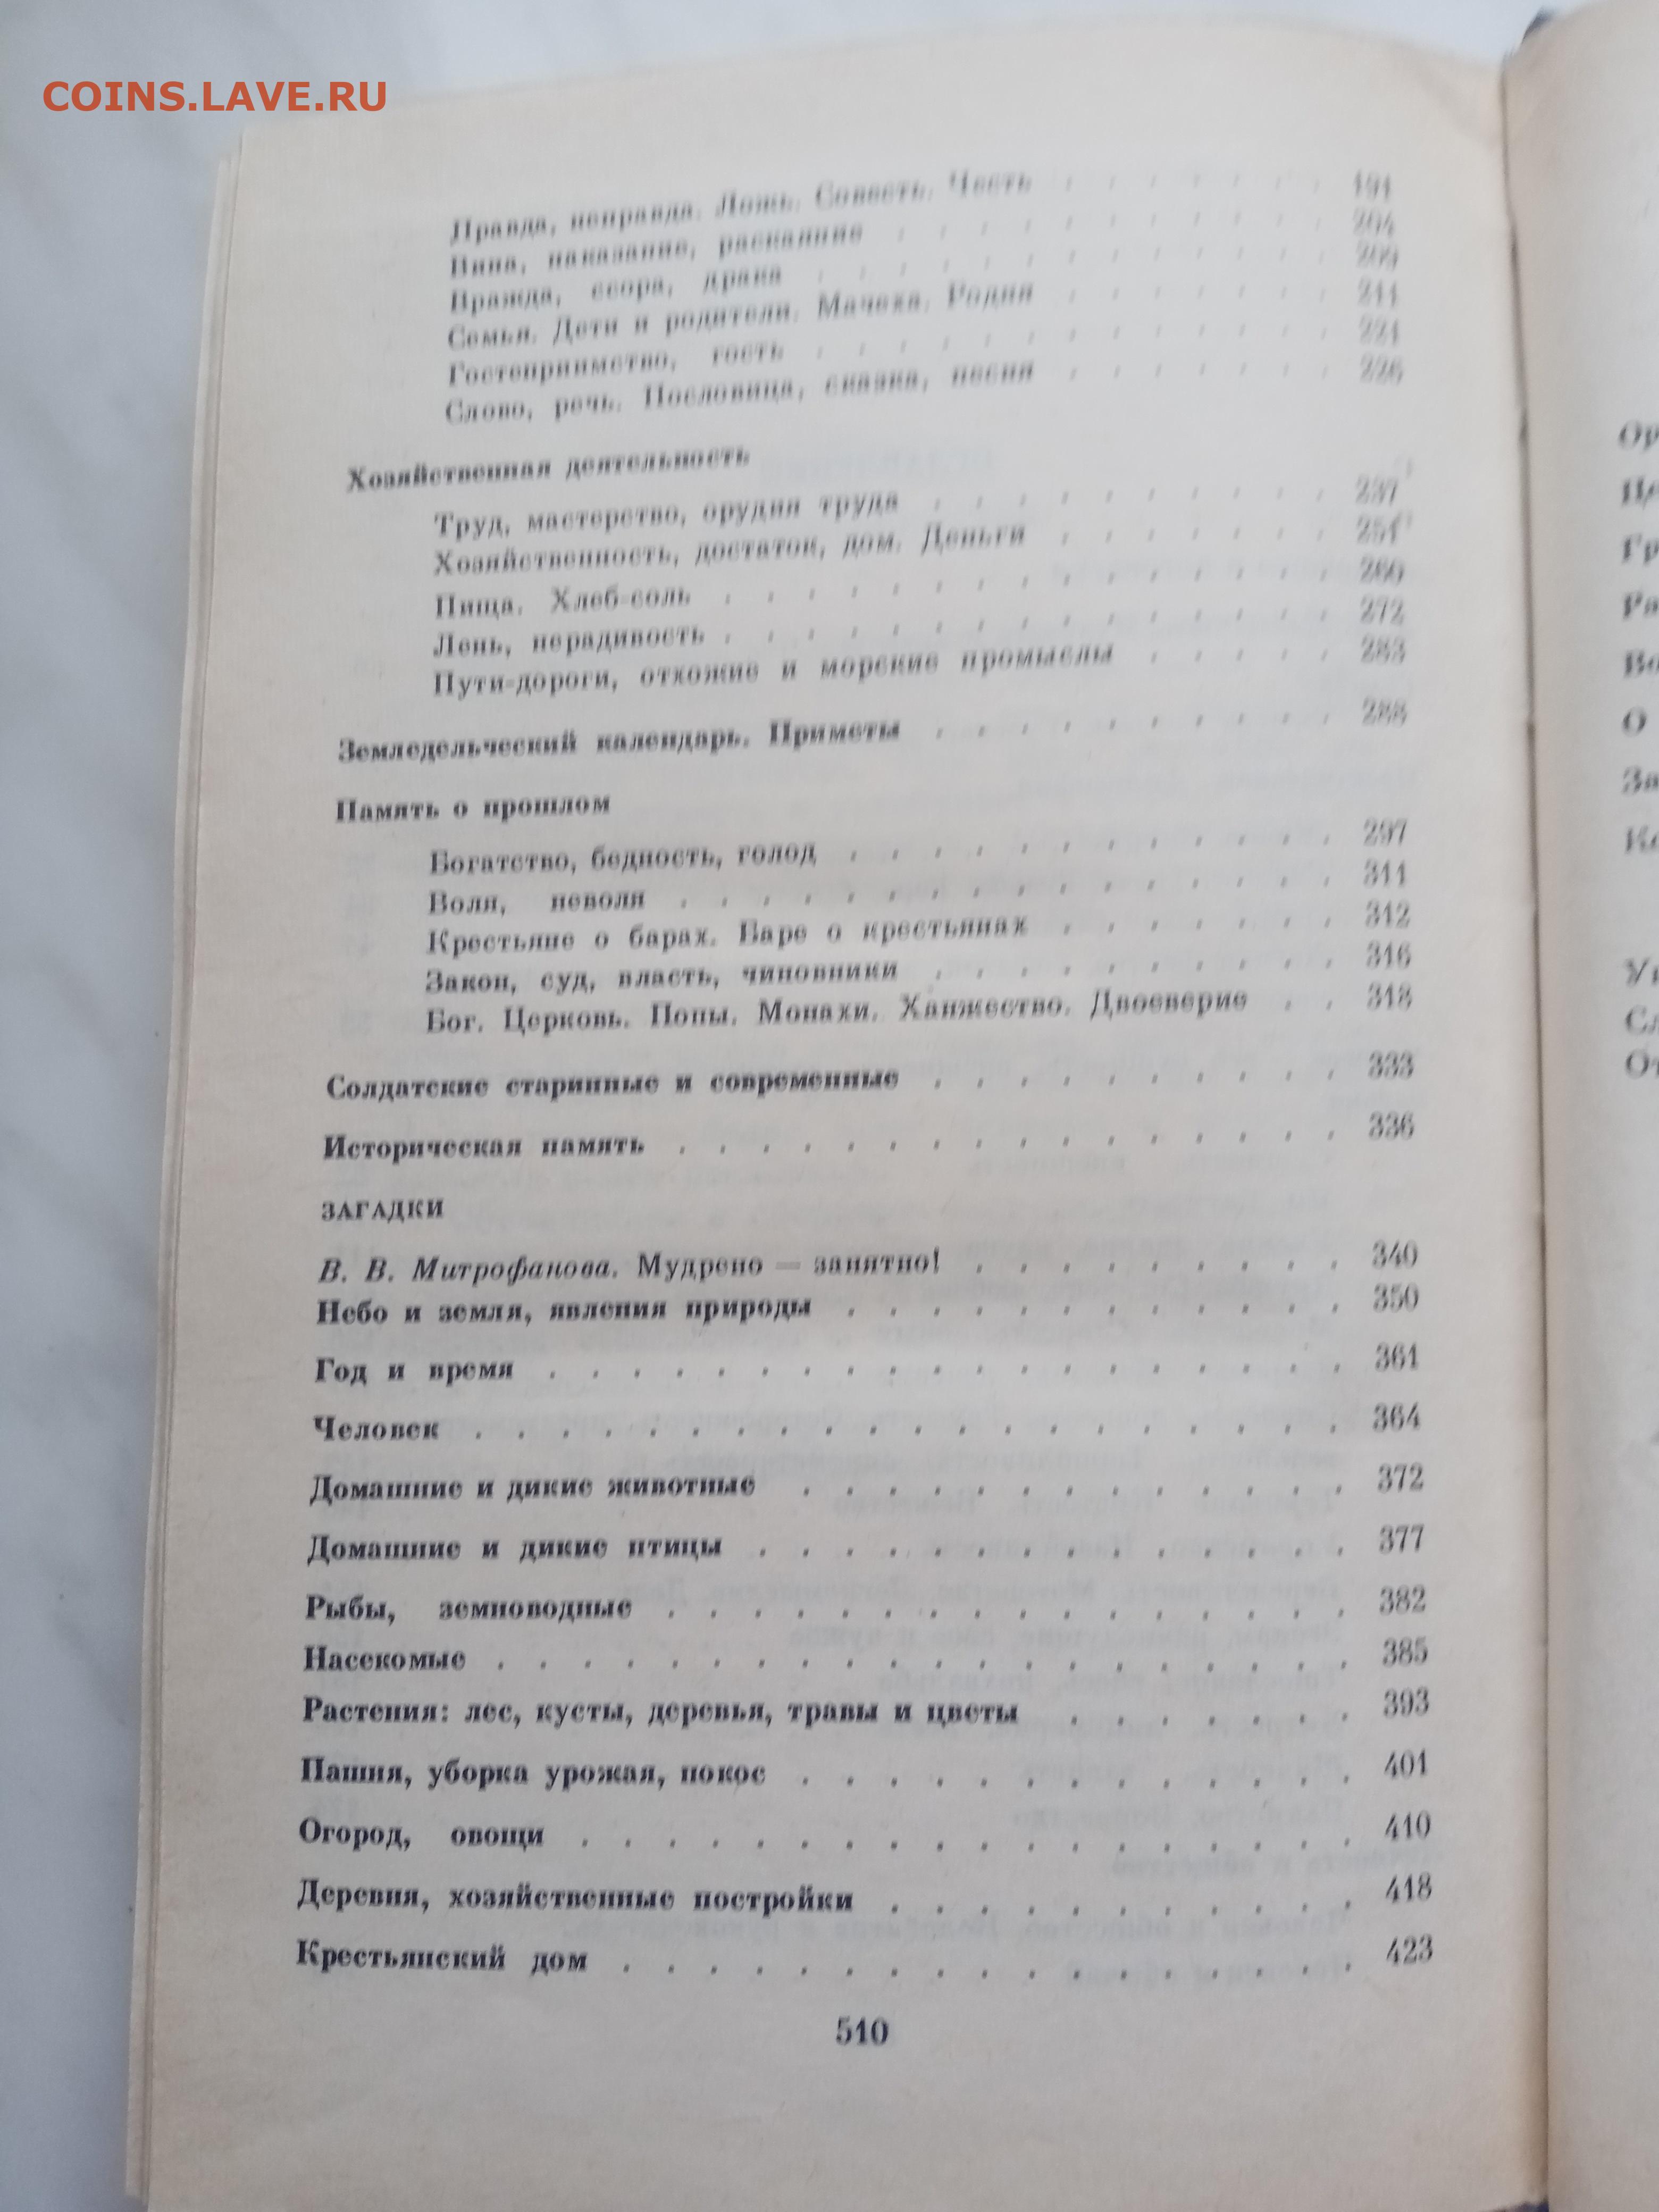 COINS.LAVE.RU
Правда, неправда. Ложь. Совесть. Честь . . . . . . . 191
Вина, наказание, раскаяние . . . . . . . . . . . 204
Вражда, ссора, драка . . . . . . . . . . . . . 209
Семья. Дети и родители. Мачеха. Родня . . . . . . . 211
Гостеприимство, гость . . . . . . . . . . . . . 221
Слово, речь. Пословица, сказка, песня . . . . . . . 226
Хозяйственная деятельность
Труд, мастерство, орудия труда . . . . . . . . . . 237
Хозяйственность, достаток, дом. Деньги . . . . . . . 251
Пища. Хлеб-соль . . . . . . . . . . . . . . . 260
Лень, нерадивость . . . . . . . . . . . . . . . 272
Пути-дороги, отхожие и морские промыслы . . . . . 283
Земледельческий календарь. Приметы . . . . . . . . . . 288
Память о прошлом
Богатство, бедность, голод . . . . . . . . . . . . 297
Воля, неволя . . . . . . . . . . . . . . . . 311
Крестьяне о барах. Баре о крестьянах . . . . . . . 312
Закон, суд, власть, чиновники . . . . . . . . . . 316
Бог. Церковь. Попы. Монахи. Ханжество. Двоеверие . . 318
Солдатские старинные и современные . . . . . . . . . . 333
Историческая память . . . . . . . . . . . . . . . . 336
ЗАГАДКИ
В. В. Митрофанова. Мудрено — занятно! . . . . . . . . . 340
Небо и земля, явления природы . . . . . . . . . . . . 350
Год и время . . . . . . . . . . . . . . . . . . . 361
Человек . . . . . . . . . . . . . . . . . . . . 364
Домашние и дикие животные . . . . . . . . . . . . . 372
Домашние и дикие птицы . . . . . . . . . . . . . . 377
Рыбы, земноводные . . . . . . . . . . . . . . . . 382
Насекомые . . . . . . . . . . . . . . . . . . . . 385
Растения: лес, кусты, деревья, травы и цветы . . . . . . . 393
Пашня, уборка урожая, покос . . . . . . . . . . . . . 401
Огород, овощи . . . . . . . . . . . . . . . . . . 410
Деревня, хозяйственные постройки . . . . . . . . . . . 418
Крестьянский дом . . . . . . . . . . . . . . . . . 423
510